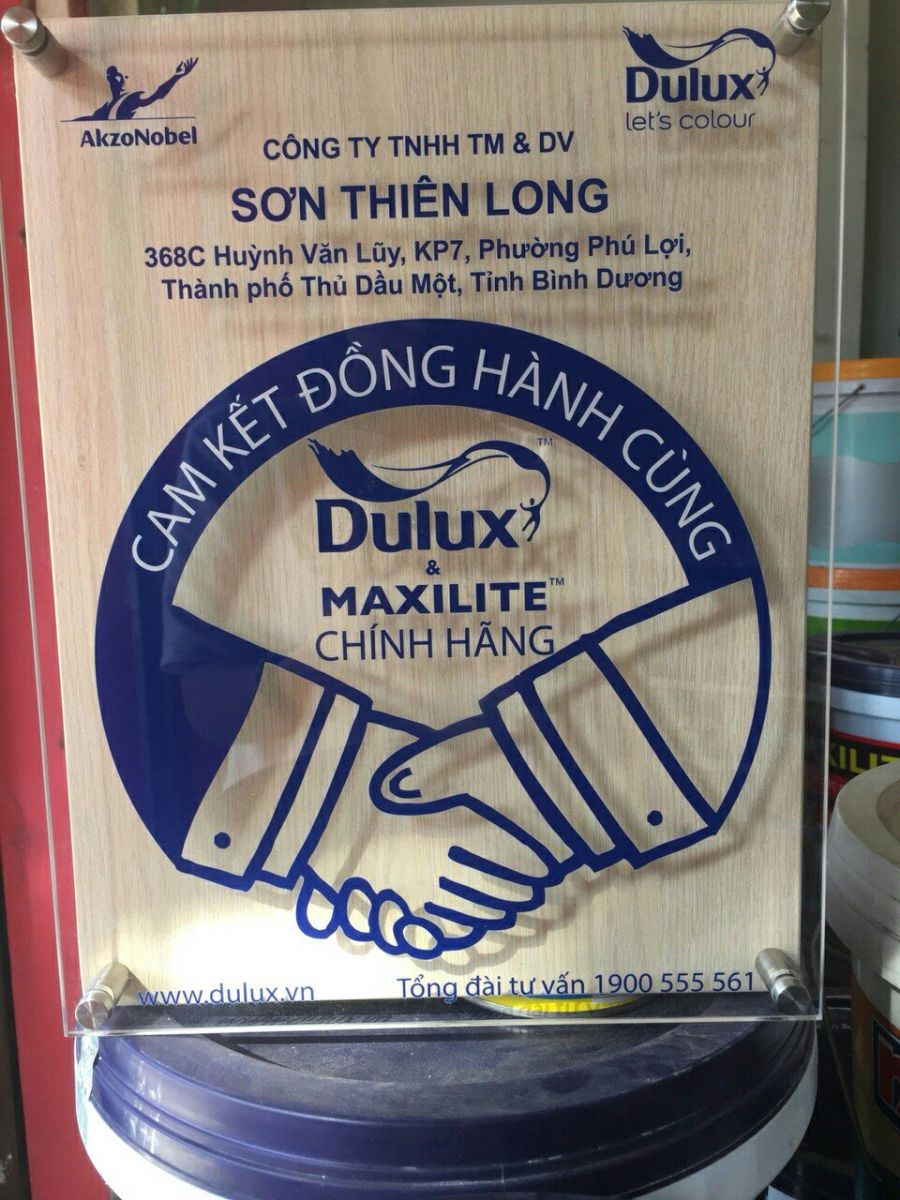 AkzoNobel
Dulux
let's colour
CÔNG TY TNHH TM & DV
SƠN THIÊN LONG
368C Huỳnh Văn Lũy, KP7, Phường Phú Lợi,
Thành phố Thủ Dầu Một, Tỉnh Bình Dương
CAM KẾT ĐỒNG HÀNH CÙNG
Dulux™
&
MAXILITE™
CHÍNH HÃNG
www.dulux.vn
Tổng đài tư vấn 1900 555 561